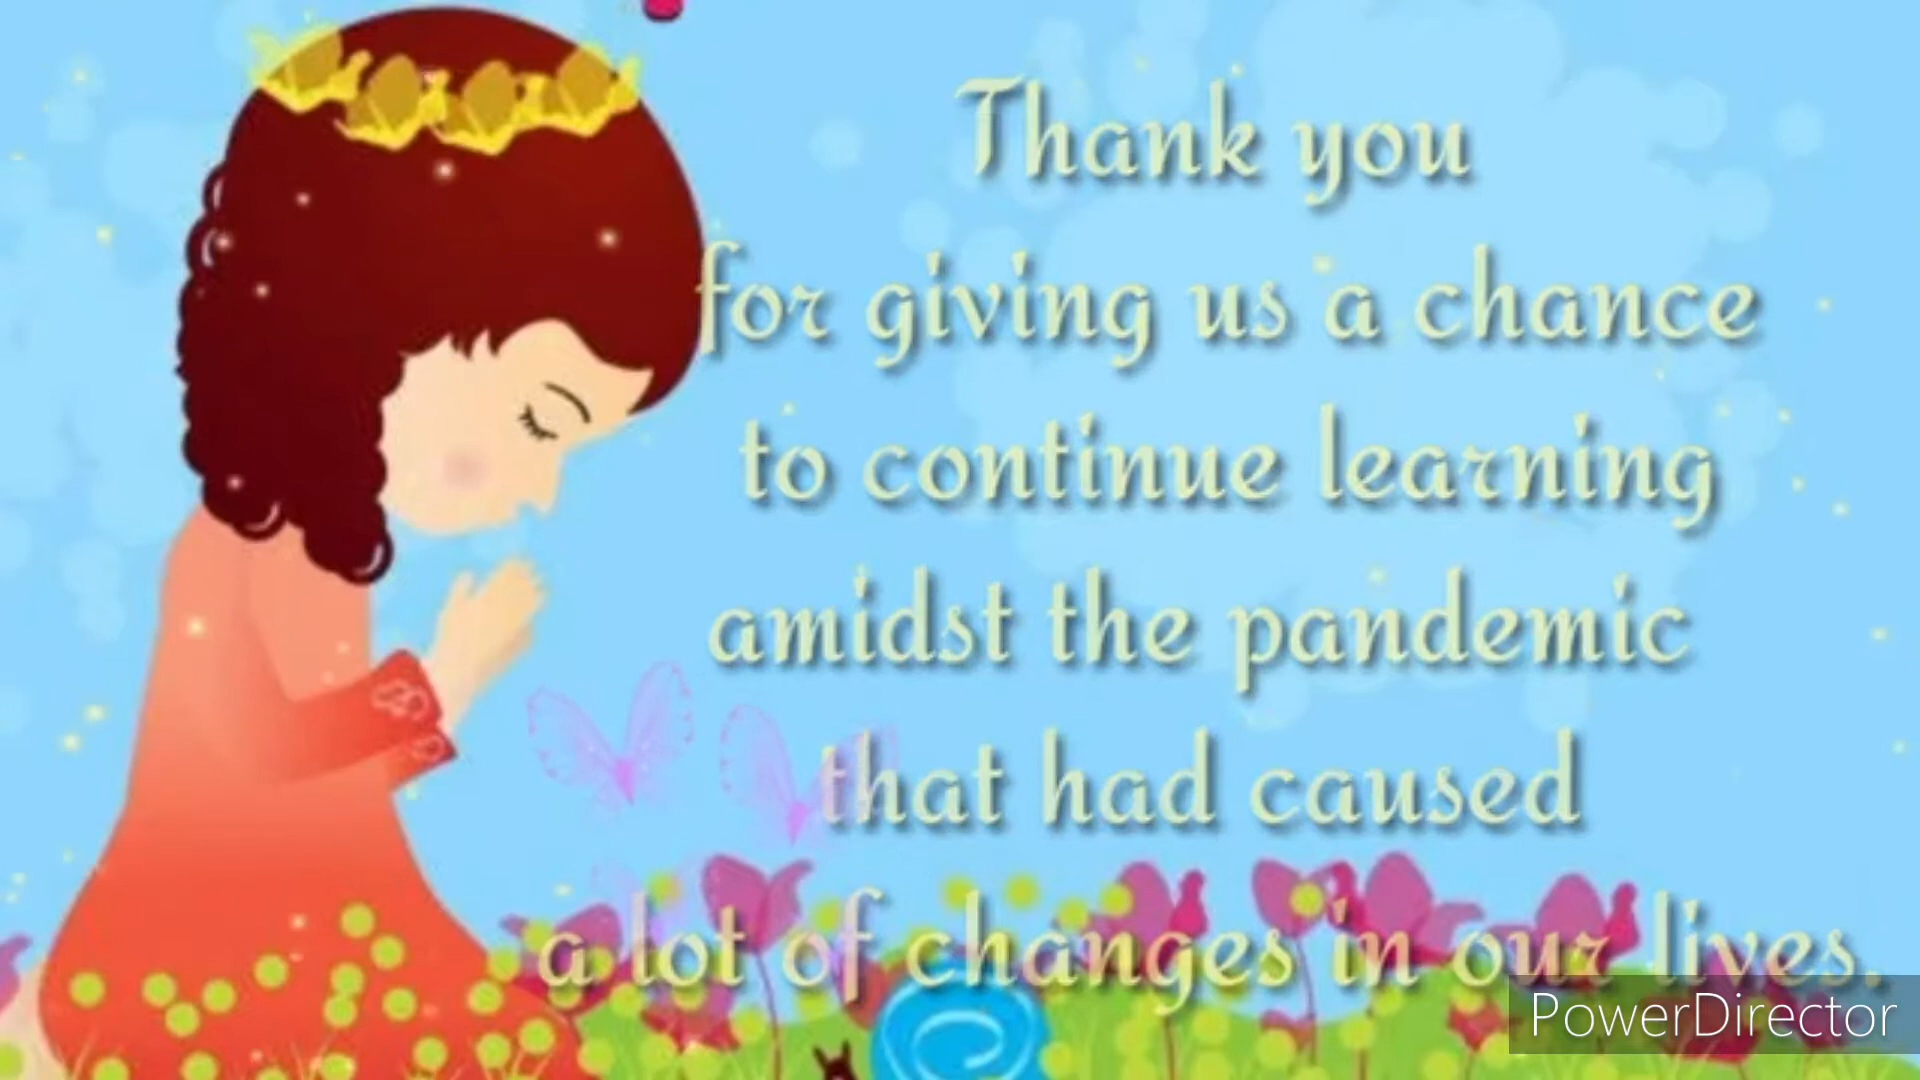 Thank you
for giving us a chance
to continue learning
amidst the pandemic
that had caused
a lot of changes in our lives.
PowerDirector